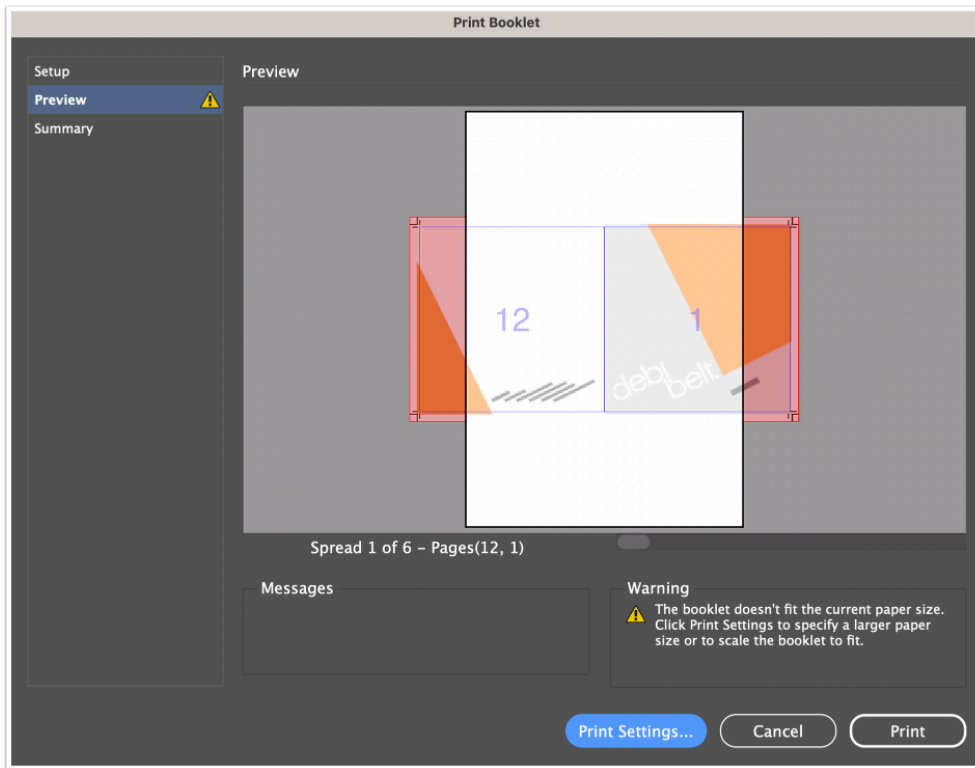 Print Booklet
Setup
Preview
Summary
Preview
12
1
debi
belt.
Spread 1 of 6 – Pages(12, 1)
Messages
Warning
The booklet doesn't fit the current paper size.
Click Print Settings to specify a larger paper
size or to scale the booklet to fit.
Print Settings...
Cancel
Print